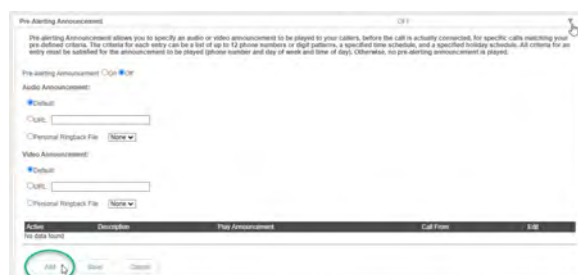 Pre-Alerting Announcement OFF
Pre-alerting Announcement allows you to specify an audio or video announcement to be played to your callers, before the call is actually connected, for specific calls matching your
pre-defined criteria. The criteria for each entry can be a list of up to 12 phone numbers or digit patterns, a specified time schedule, and a specified holiday schedule. All criteria for an
entry must be satisfied for the announcement to be played (phone number and day of week and time of day). Otherwise, no pre-alerting announcement is played.
Pre-alerting Announcement On Off
Audio Announcement:
Default
URL
Personal Ringback File None
Video Announcement:
Default
URL
Personal Ringback File None
Active Description Play Announcement Call From Edit
No data found
Add Save Cancel